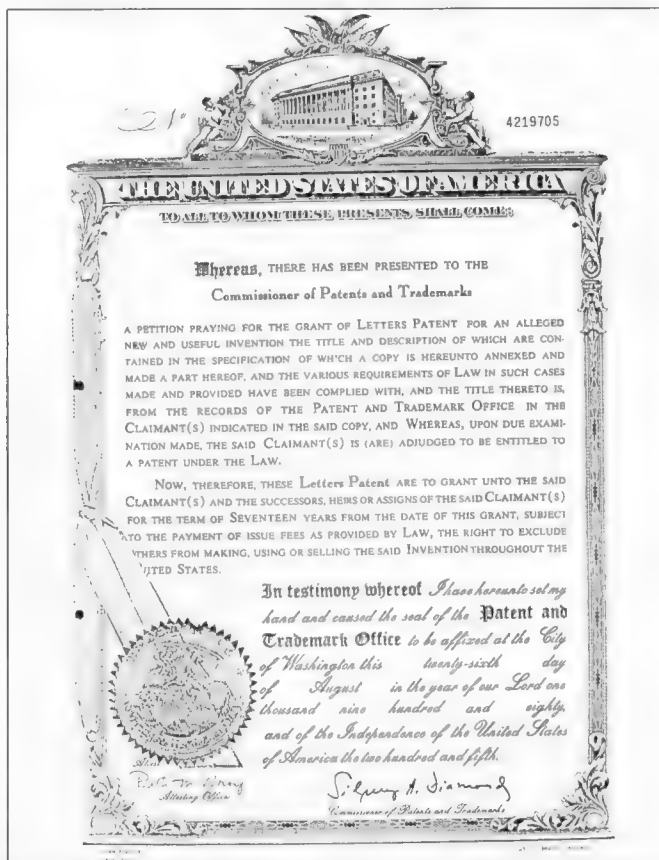 4219705
THE UNITED STATES OF AMERICA
TO ALL TO WHOM THESE PRESENTS SHALL COME:
Whereas, THERE HAS BEEN PRESENTED TO THE
Commissioner of Patents and Trademarks
A PETITION PRAYING FOR THE GRANT OF LETTERS PATENT FOR AN ALLEGED
NEW AND USEFUL INVENTION THE TITLE AND DESCRIPTION OF WHICH ARE CON-
TAINED IN THE SPECIFICATION OF WHICH A COPY IS HEREUNTO ANNEXED AND
MADE A PART HEREOF, AND THE VARIOUS REQUIREMENTS OF LAW IN SUCH CASES
MADE AND PROVIDED HAVE BEEN COMPLIED WITH, AND THE TITLE THERETO IS,
FROM THE RECORDS OF THE PATENT AND TRADEMARK OFFICE IN THE
CLAIMANT(S) INDICATED IN THE SAID COPY, AND WHEREAS, UPON DUE EXAMI-
NATION MADE, THE SAID CLAIMANT(S) IS (ARE) ADJUDGED TO BE ENTITLED TO
A PATENT UNDER THE LAW.
NOW, THEREFORE, THESE Letters Patent ARE TO GRANT UNTO THE SAID
CLAIMANT(S) AND THE SUCCESSORS, HEIRS OR ASSIGNS OF THE SAID CLAIMANT(S)
FOR THE TERM OF SEVENTEEN YEARS FROM THE DATE OF THIS GRANT, SUBJECT
TO THE PAYMENT OF ISSUE FEES AS PROVIDED BY LAW, THE RIGHT TO EXCLUDE
OTHERS FROM MAKING, USING OR SELLING THE SAID INVENTION THROUGHOUT THE
UNITED STATES.
In testimony whereof I have hereunto set my
hand and caused the seal of the Patent and
Trademark Office to be affixed at the City
of Washington this twenty-sixth day
of August in the year of our Lord one
thousand nine hundred and eighty,
and of the Independence of the United States
of America the two hundred and fifth.
Attesting Officer
Sidney A. Diamond
Commissioner of Patents and Trademarks